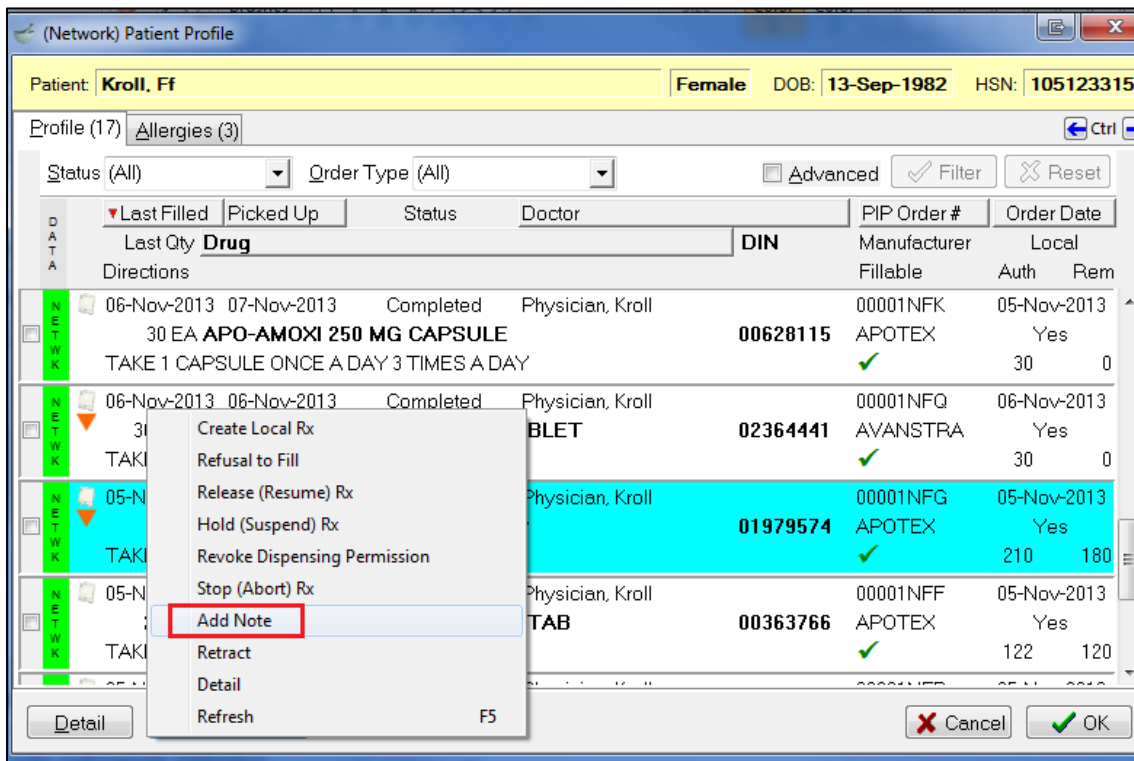 (Network) Patient Profile
Patient: Kroll, Ff Female DOB: 13-Sep-1982 HSN: 105123315
Profile (17) Allergies (3) Ctrl
Status (All) Order Type (All) Advanced Filter Reset
DATA
Last Filled Picked Up Status Doctor PIP Order # Order Date
Last Qty Drug DIN Manufacturer Local
Directions Fillable Auth Rem
NETWK
06-Nov-2013 07-Nov-2013 Completed Physician, Kroll 00001NFK 05-Nov-2013
30 EA APO-AMOXI 250 MG CAPSULE 00628115 APOTEX Yes
TAKE 1 CAPSULE ONCE A DAY 3 TIMES A DAY 30 0
NETWK
06-Nov-2013 06-Nov-2013 Completed Physician, Kroll 00001NFQ 06-Nov-2013
BLET 02364441 AVANSTRA Yes
30 0
NETWK
05-N Physician, Kroll 00001NFG 05-Nov-2013
01979574 APOTEX Yes
210 180
NETWK
05-N Physician, Kroll 00001NFF 05-Nov-2013
TAB 00363766 APOTEX Yes
122 120
Create Local Rx
Refusal to Fill
Release (Resume) Rx
Hold (Suspend) Rx
Revoke Dispensing Permission
Stop (Abort) Rx
Add Note
Retract
Detail
Refresh F5
Detail Cancel OK